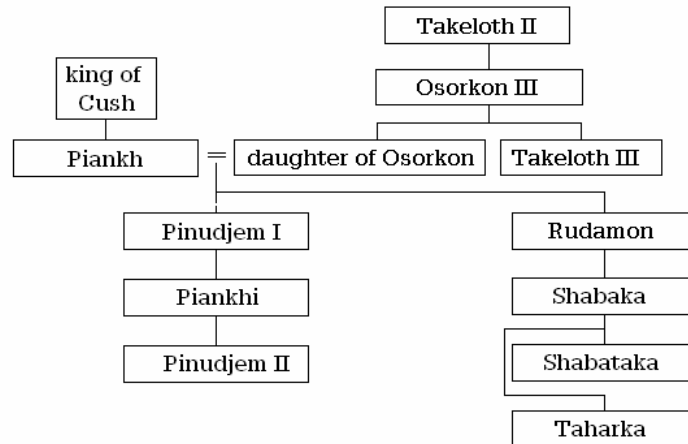 Takeloth II
king of
Cush
Osorkon III
Piankh
=
daughter of Osorkon
Takeloth III
Pinudjem I
Rudamon
Piankhi
Shabaka
Pinudjem II
Shabataka
Taharka